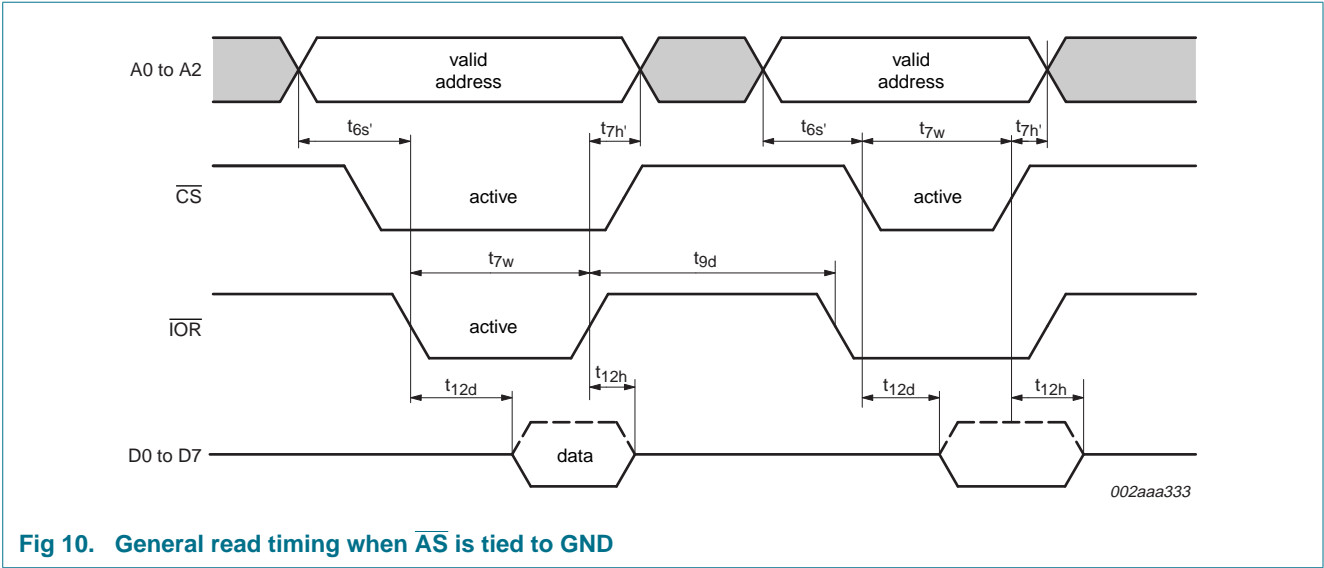 A0 to A2
valid
address
valid
address
t6s'
t7h'
t6s'
t7w
t7h'
CS
active
active
t7w
t9d
IOR
active
t12d
t12h
t12d
t12h
D0 to D7
data
002aaa333
Fig 10. General read timing when AS is tied to GND